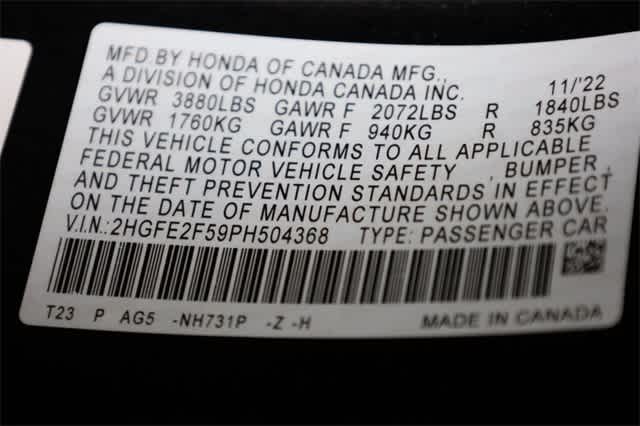 MFD.BY HONDA OF CANADA MFG.,
A DIVISION OF HONDA CANADA INC. 11/'22
GVWR 3880LBS GAWR F 2072LBS R 1840LBS
GVWR 1760KG GAWR F 940KG R 835KG
THIS VEHICLE CONFORMS TO ALL APPLICABLE
FEDERAL MOTOR VEHICLE SAFETY , BUMPER,
AND THEFT PREVENTION STANDARDS IN EFFECT
ON THE DATE OF MANUFACTURE SHOWN ABOVE.
V.I.N.:2HGFE2F59PH504368 TYPE: PASSENGER CAR
T23 P AG5 -NH731P -Z -H MADE IN CANADA